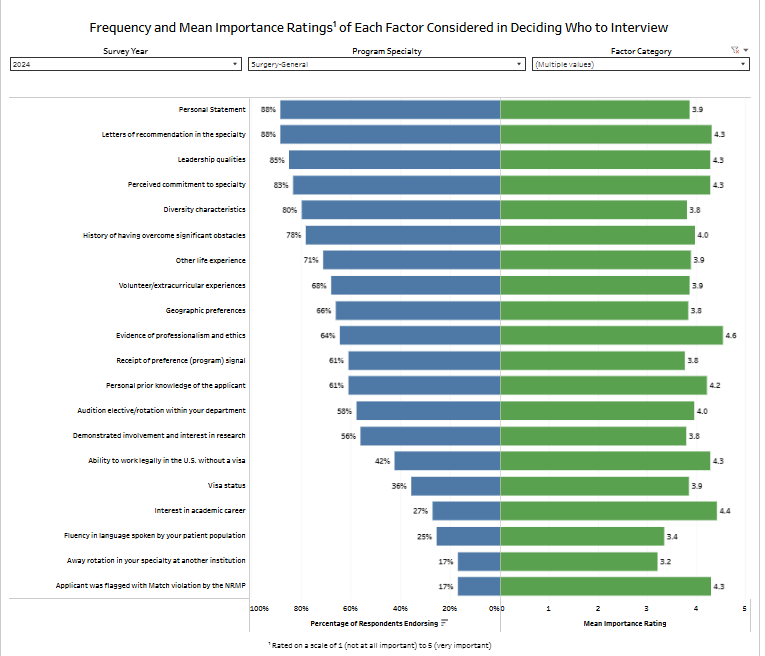 Frequency and Mean Importance Ratings¹ of Each Factor Considered in Deciding Who to Interview
Survey Year Program Specialty Factor Category
2024 Surgery-General (Multiple values)
Personal Statement 88% 3.9
Letters of recommendation in the specialty 88% 4.3
Leadership qualities 85% 4.3
Perceived commitment to specialty 83% 4.3
Diversity characteristics 80% 3.8
History of having overcome significant obstacles 78% 4.0
Other life experience 71% 3.9
Volunteer/extracurricular experiences 68% 3.9
Geographic preferences 66% 3.8
Evidence of professionalism and ethics 64% 4.6
Receipt of preference (program) signal 61% 3.8
Personal prior knowledge of the applicant 61% 4.2
Audition elective/rotation within your department 58% 4.0
Demonstrated involvement and interest in research 56% 3.8
Ability to work legally in the U.S. without a visa 42% 4.3
Visa status 36% 3.9
Interest in academic career 27% 4.4
Fluency in language spoken by your patient population 25% 3.4
Away rotation in your specialty at another institution 17% 3.2
Applicant was flagged with Match violation by the NRMP 17% 4.3
100% 80% 60% 40% 20% 0% 0 1 2 3 4 5
Percentage of Respondents Endorsing Mean Importance Rating
¹ Rated on a scale of 1 (not at all important) to 5 (very important)